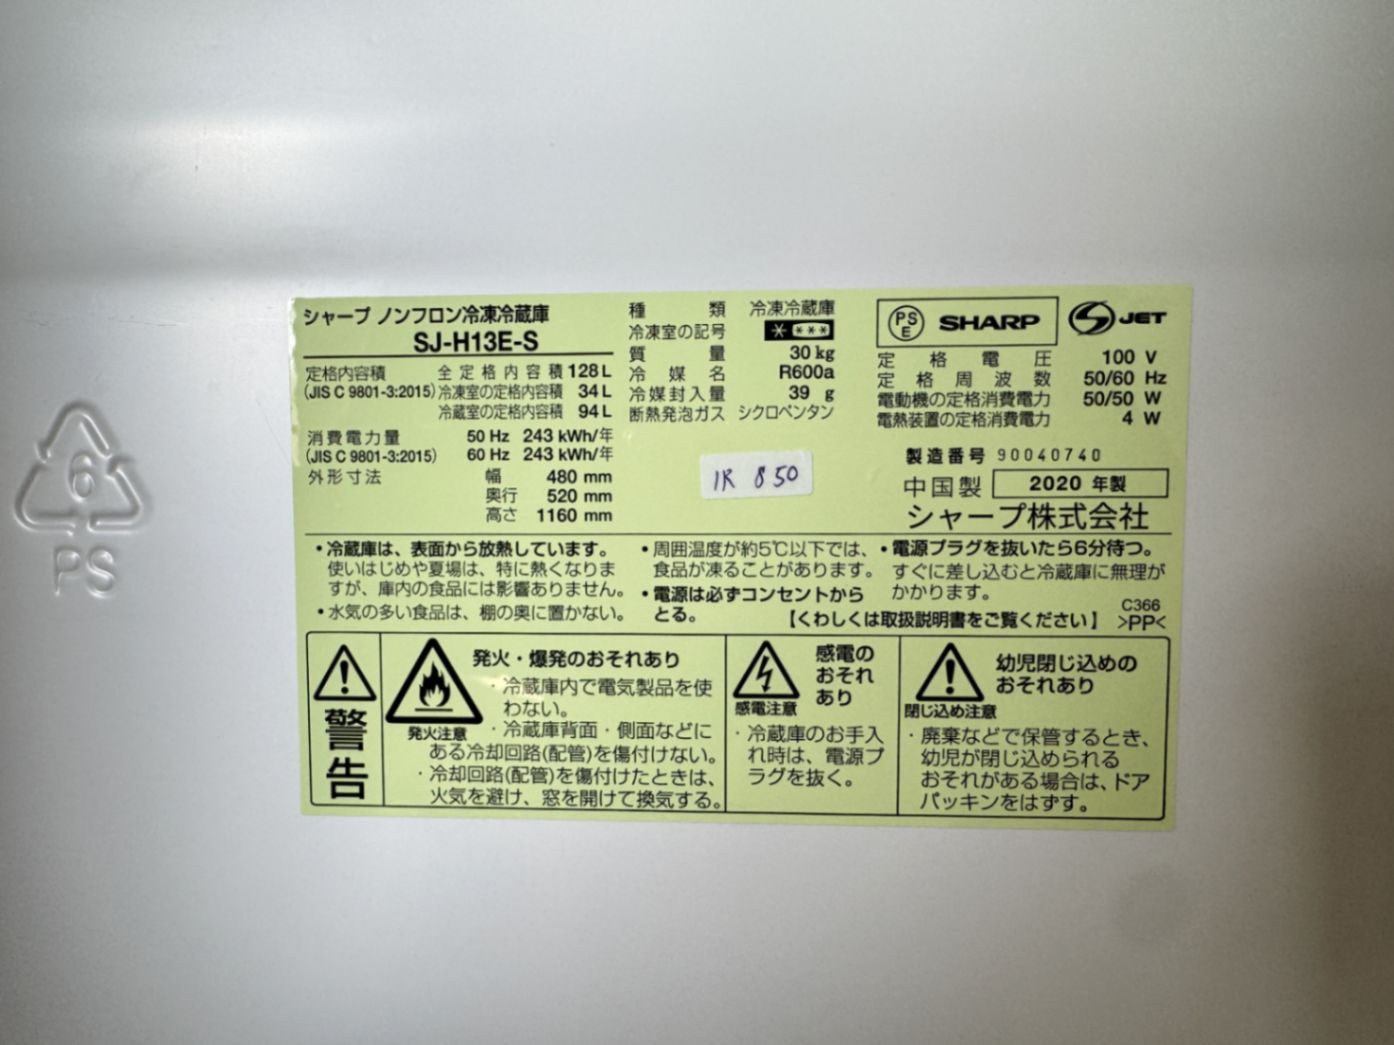 シャープ ノンフロン冷凍冷蔵庫
SJ-H13E-S
定格内容積 全定格内容積 128 L
(JIS C 9801-3:2015) 冷凍室の定格内容積 34 L
冷蔵室の定格内容積 94 L
消費電力量 50 Hz 243 kWh/年
(JIS C 9801-3:2015) 60 Hz 243 kWh/年
外形寸法 幅 480 mm
奥行 520 mm
高さ 1160 mm
種類 冷凍冷蔵庫
冷凍室の記号 * ***
質量 30 kg
冷媒名 R600a
冷媒封入量 39 g
断熱発泡ガス シクロペンタン
1R 850
PS
E
SHARP
S JET
定格電圧 100 V
定格周波数 50/60 Hz
電動機の定格消費電力 50/50 W
電熱装置の定格消費電力 4 W
製造番号 90040740
中国製 2020 年製
シャープ株式会社
・冷蔵庫は、表面から放熱しています。
使いはじめや夏場は、特に熱くなりま
すが、庫内の食品には影響ありません。
・水気の多い食品は、棚の奥に置かない。
・周囲温度が約5℃以下では、
食品が凍ることがあります。
・電源は必ずコンセントから
とる。
・電源プラグを抜いたら6分待つ。
すぐに差し込むと冷蔵庫に無理が
かかります。
【くわしくは取扱説明書をご覧ください】
C366
>PP<
警告
発火注意
発火・爆発のおそれあり
・冷蔵庫内で電気製品を使
わない。
・冷蔵庫背面・側面などに
ある冷却回路(配管)を傷付けない。
・冷却回路(配管)を傷付けたときは、
火気を避け、窓を開けて換気する。
感電注意
感電の
おそれ
あり
・冷蔵庫のお手入
れ時は、電源プ
ラグを抜く。
閉じ込め注意
幼児閉じ込めの
おそれあり
・廃棄などで保管するとき、
幼児が閉じ込められる
おそれがある場合は、ドア
パッキンをはずす。
6
PS